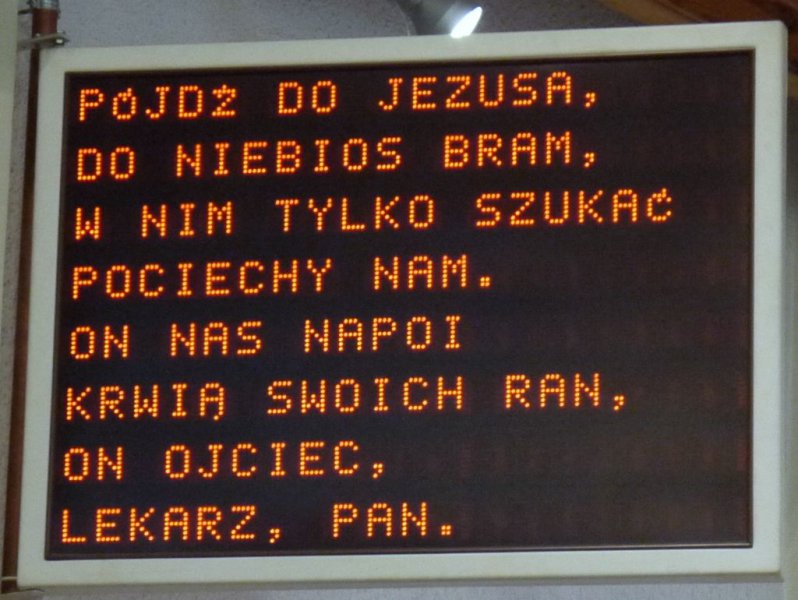 PÓJDŹ DO JEZUSA,
DO NIEBIOS BRAM,
W NIM TYLKO SZUKAĆ
POCIECHY NAM.
ON NAS NAPOI
KRWIĄ SWOICH RAN,
ON OJCIEC,
LEKARZ, PAN.